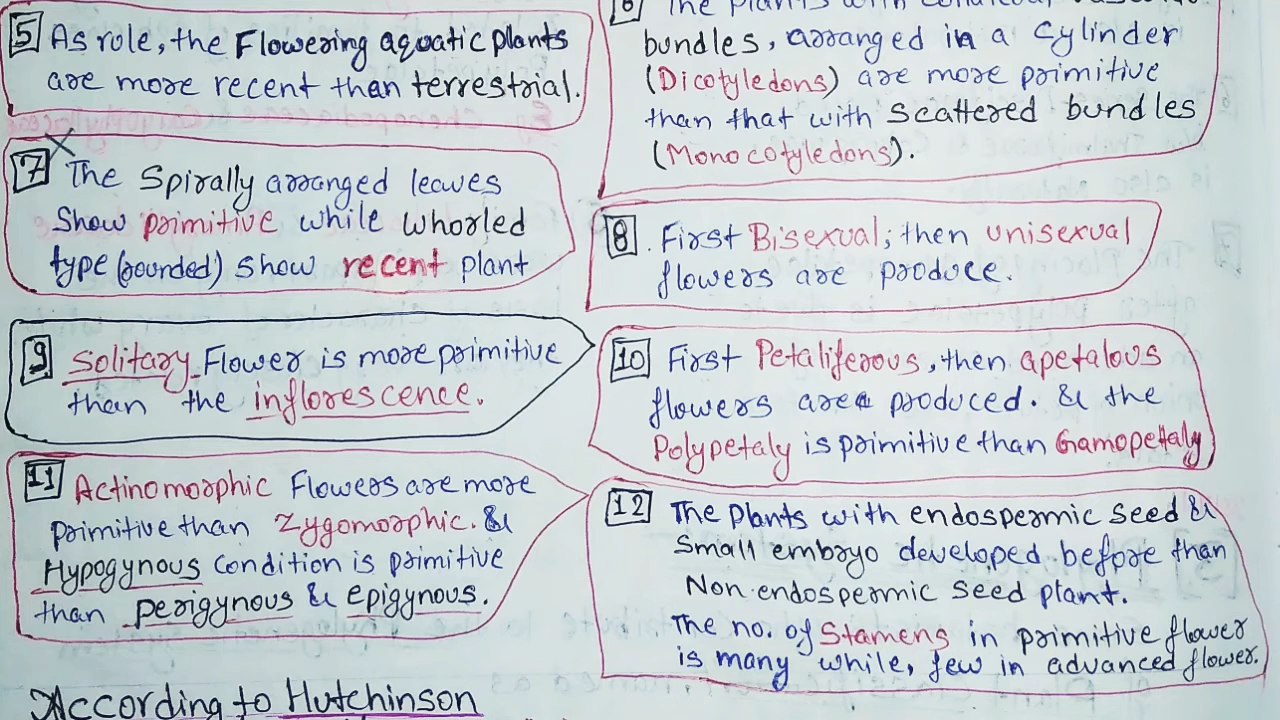 5 As role, the Flowering aquatic plants
are more recent than terrestrial.
6 The plants with
bundles, arranged in a Cylinder
(Dicotyledons) are more primitive
than that with Scattered bundles
(Monocotyledons).
7 The Spirally arranged leaves
Show primitive while whorled
type (rounded) show recent plant
8 . First Bisexual, then unisexual
flowers are produce.
9 Solitary Flower is more primitive
than the inflorescence.
10 First Petaliferous, then apetalous
flowers are produced. & the
Polypetaly is primitive than Gamopetaly
11 Actinomorphic Flowers are more
primitive than Zygomorphic. &
Hypogynous Condition is primitive
than perigynous & epigynous.
12 The plants with endospermic seed &
Small embryo developed before than
Non-endospermic seed plant.
The no. of Stamens in primitive flower
is many while, few in advanced flower.
According to Hutchinson